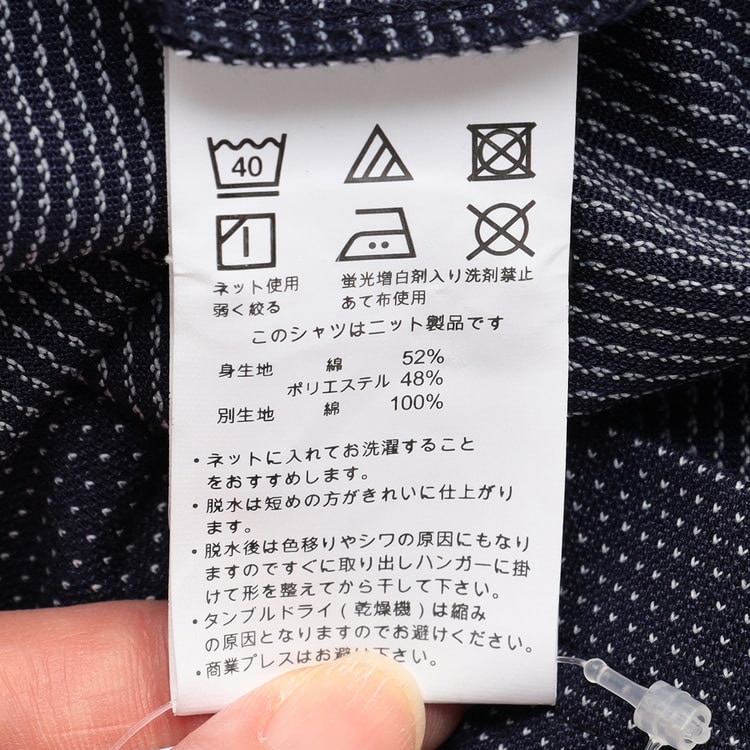 40
ネット使用
弱く絞る
蛍光増白剤入り洗剤禁止
あて布使用
このシャツはニット製品です
身生地 綿 52%
ポリエステル 48%
別生地 綿 100%
・ネットに入れてお洗濯すること
をおすすめします。
・脱水は短めの方がきれいに仕上がり
ます。
・脱水後は色移りやシワの原因にもなり
ますのですぐに取り出しハンガーに掛
けて形を整えてから干して下さい。
・タンブルドライ(乾燥機)は縮み
の原因となりますのでお避けください。
・商業プレスはお避け下さい。